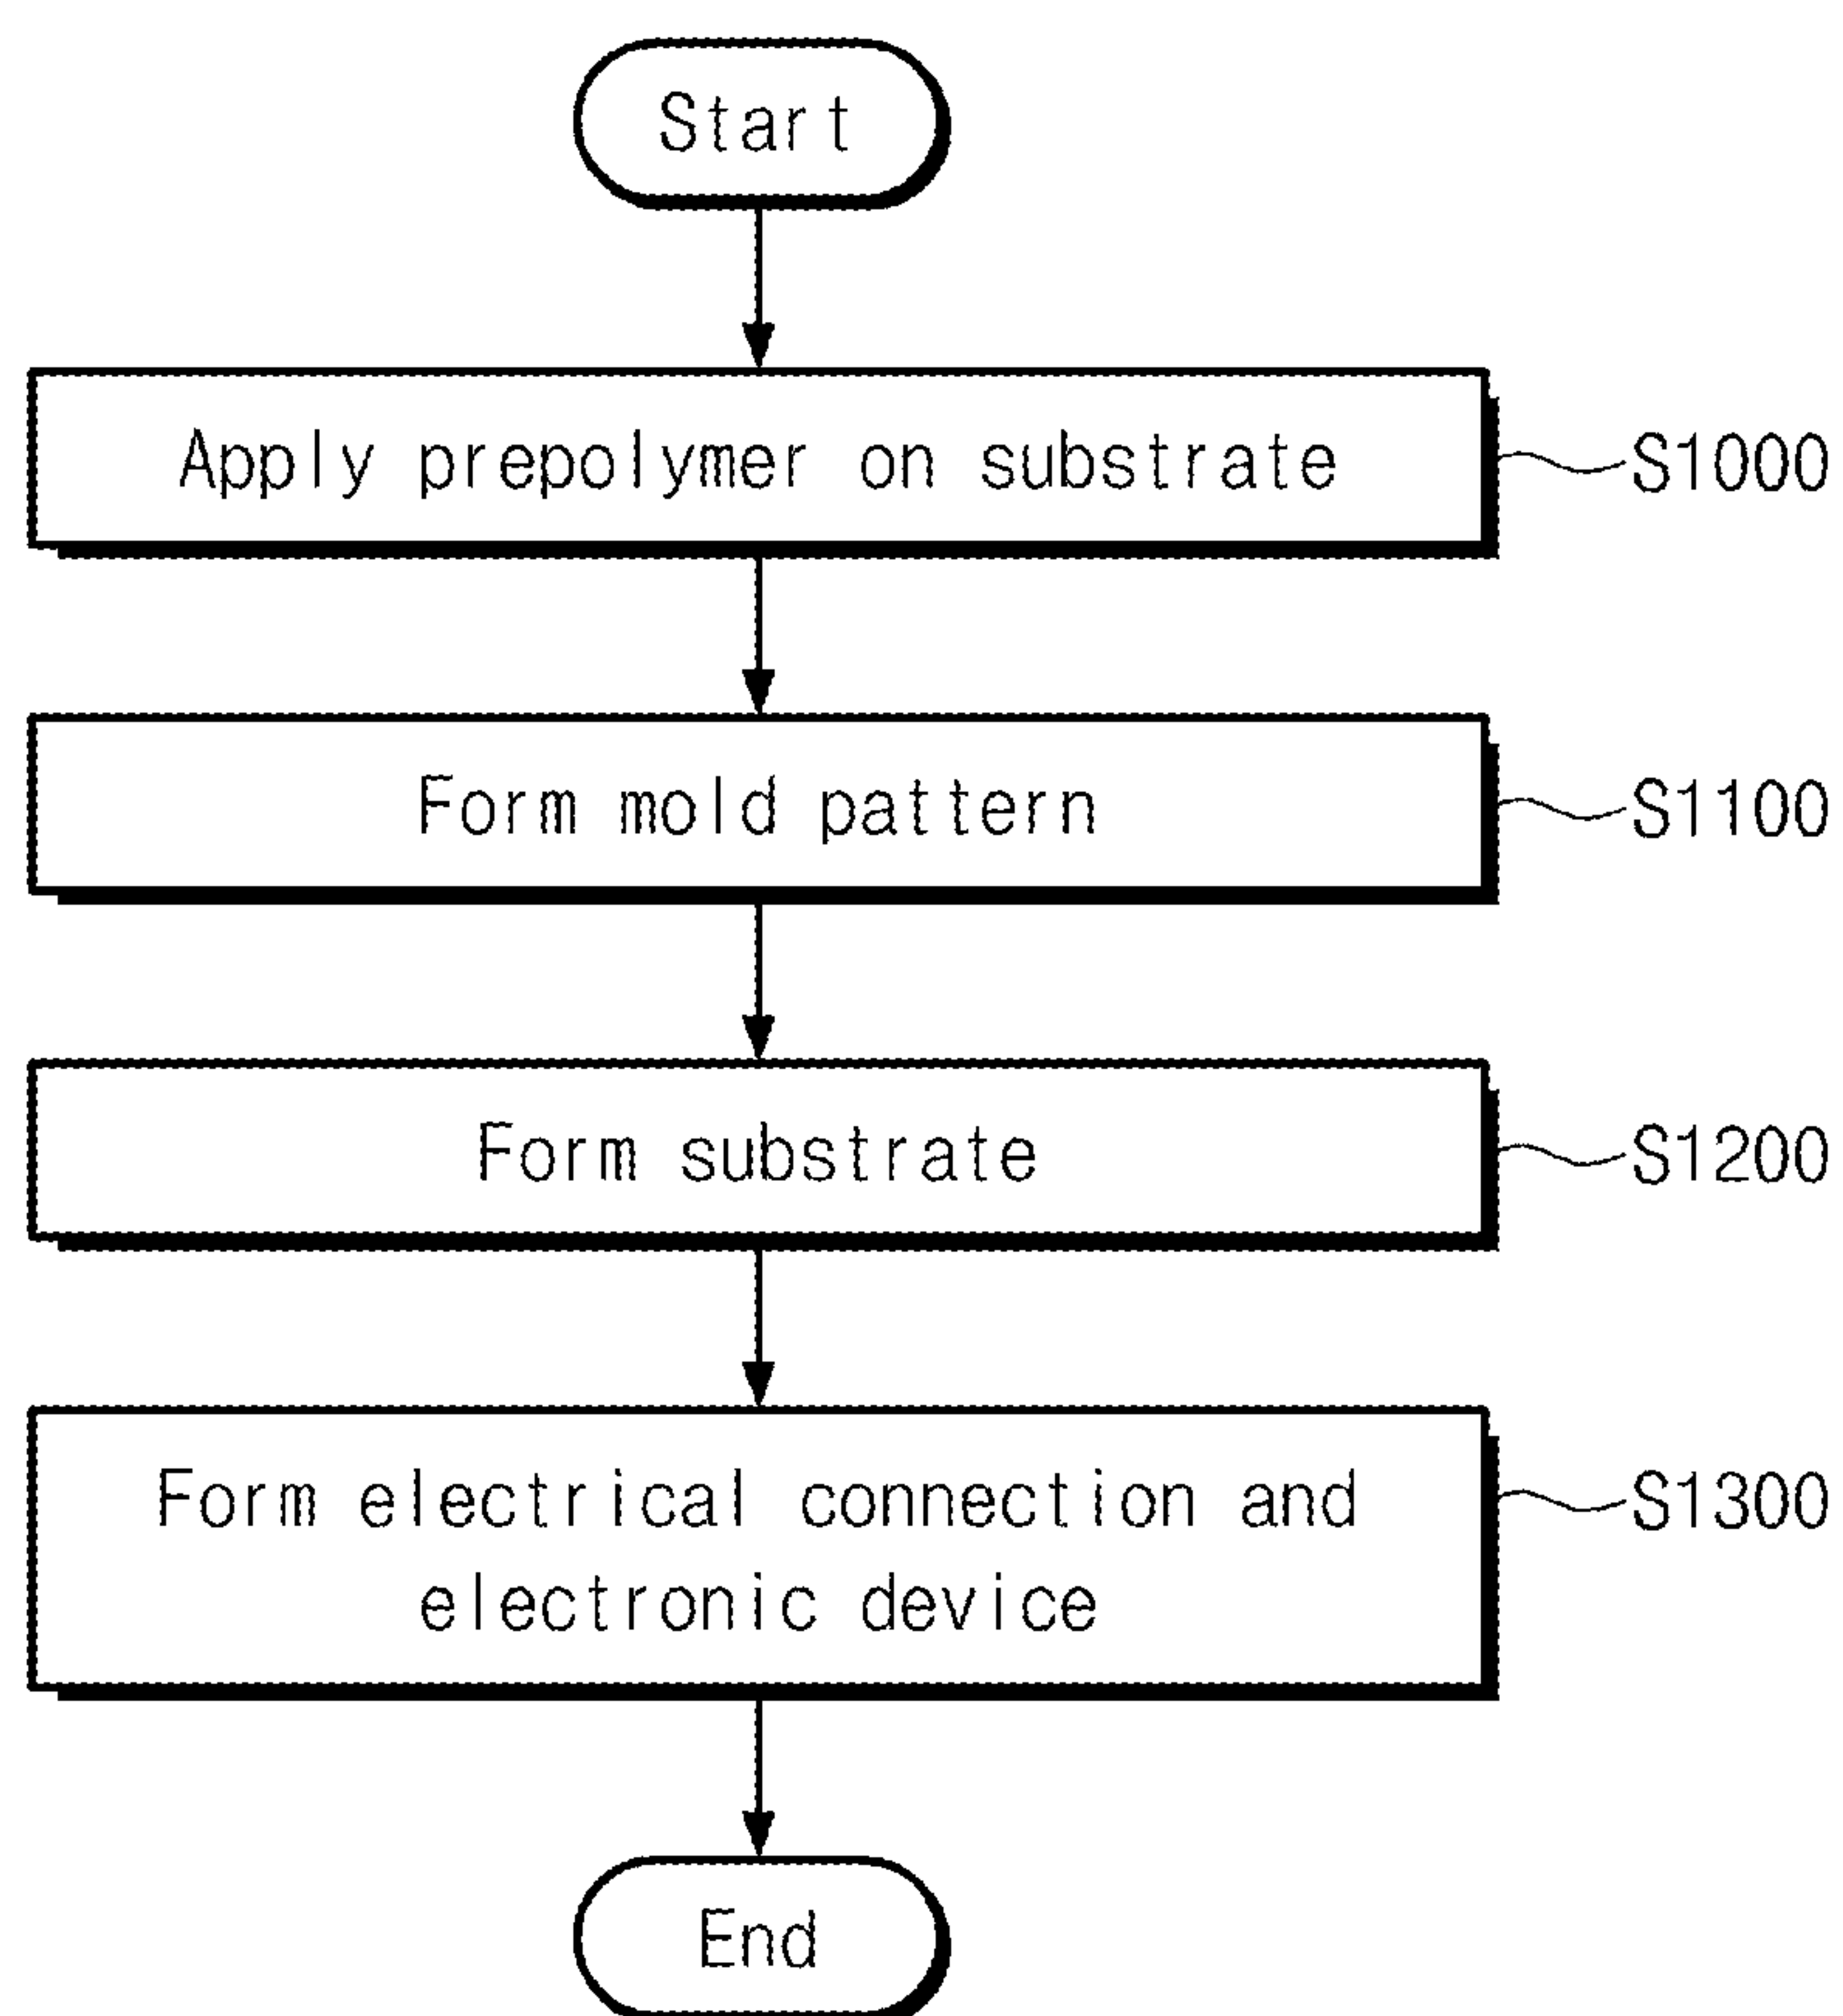 Start
Apply prepolymer on substrate
S1000
Form mold pattern
S1100
Form substrate
S1200
Form electrical connection and
S1300
electronic device
End